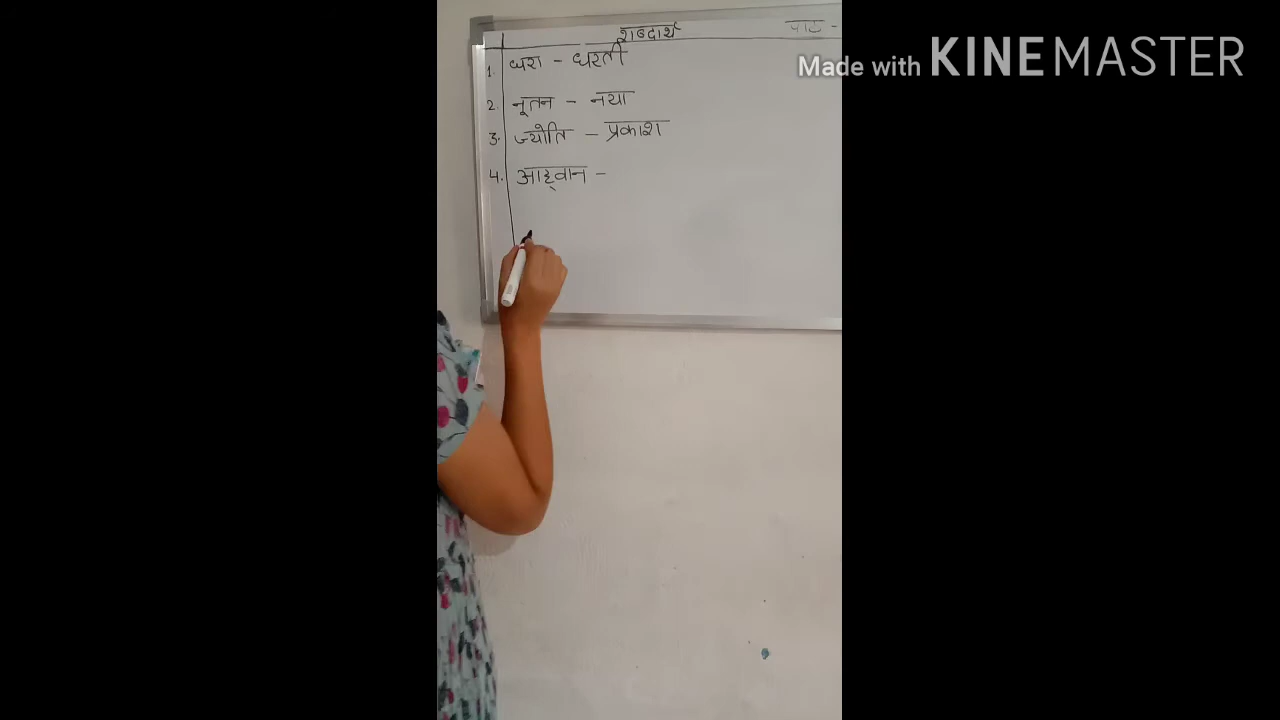 शब्दार्थ पाठ -
Made with KINEMASTER
1. धरा - धरती
2. नूतन - नया
3. ज्योति - प्रकाश
4. आह्वान -